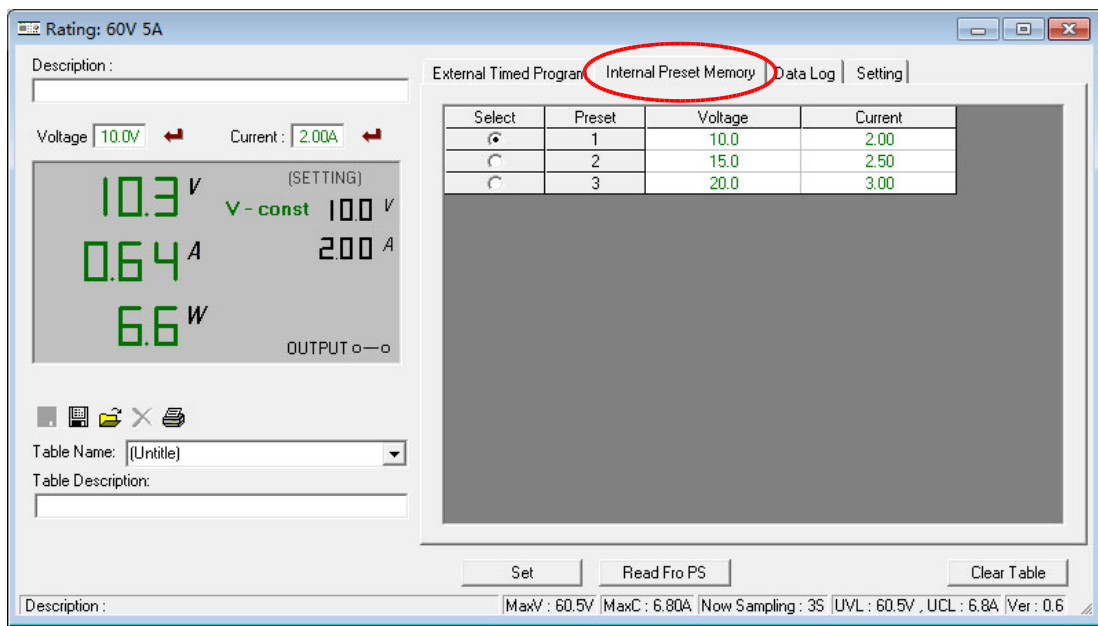 Rating: 60V 5A
Description :
Voltage 10.0V Current : 2.00A
10.3 V (SETTING)
V - const 10.0 V
0.64 A 2.00 A
6.6 W
OUTPUT
Table Name: (Untitle)
Table Description:
External Timed Program Internal Preset Memory Data Log Setting
Select Preset Voltage Current
1 10.0 2.00
2 15.0 2.50
3 20.0 3.00
Set Read Fro PS Clear Table
Description : MaxV : 60.5V MaxC : 6.80A Now Sampling : 3S UVL : 60.5V , UCL : 6.8A Ver : 0.6